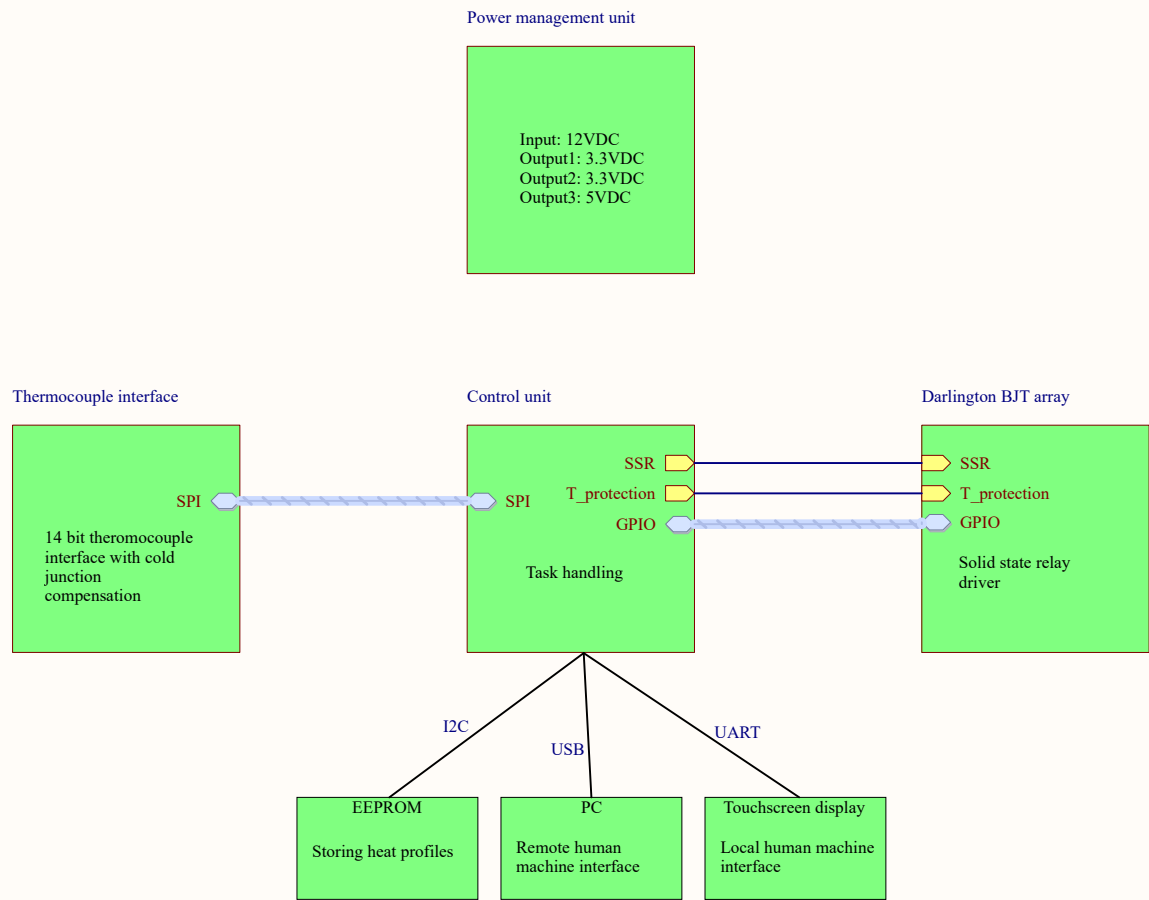 Power management unit
Input: 12VDC
Output1: 3.3VDC
Output2: 3.3VDC
Output3: 5VDC
Thermocouple interface
SPI
14 bit theromocouple
interface with cold
junction
compensation
Control unit
SPI
SSR
T_protection
GPIO
Task handling
Darlington BJT array
SSR
T_protection
GPIO
Solid state relay
driver
I2C
USB
UART
EEPROM
Storing heat profiles
PC
Remote human
machine interface
Touchscreen display
Local human machine
interface